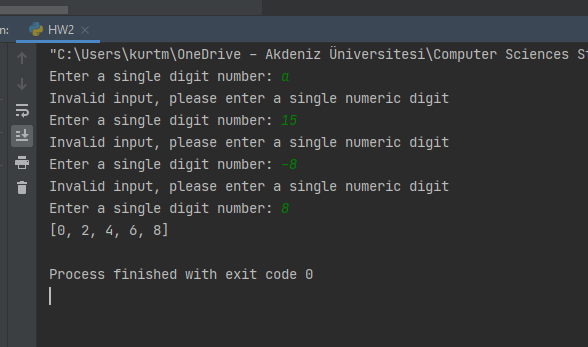 m: HW2 ×
"C:\Users\kurtm\OneDrive - Akdeniz Üniversitesi\Computer Sciences St
Enter a single digit number: a
Invalid input, please enter a single numeric digit
Enter a single digit number: 15
Invalid input, please enter a single numeric digit
Enter a single digit number: -8
Invalid input, please enter a single numeric digit
Enter a single digit number: 8
[0, 2, 4, 6, 8]
Process finished with exit code 0